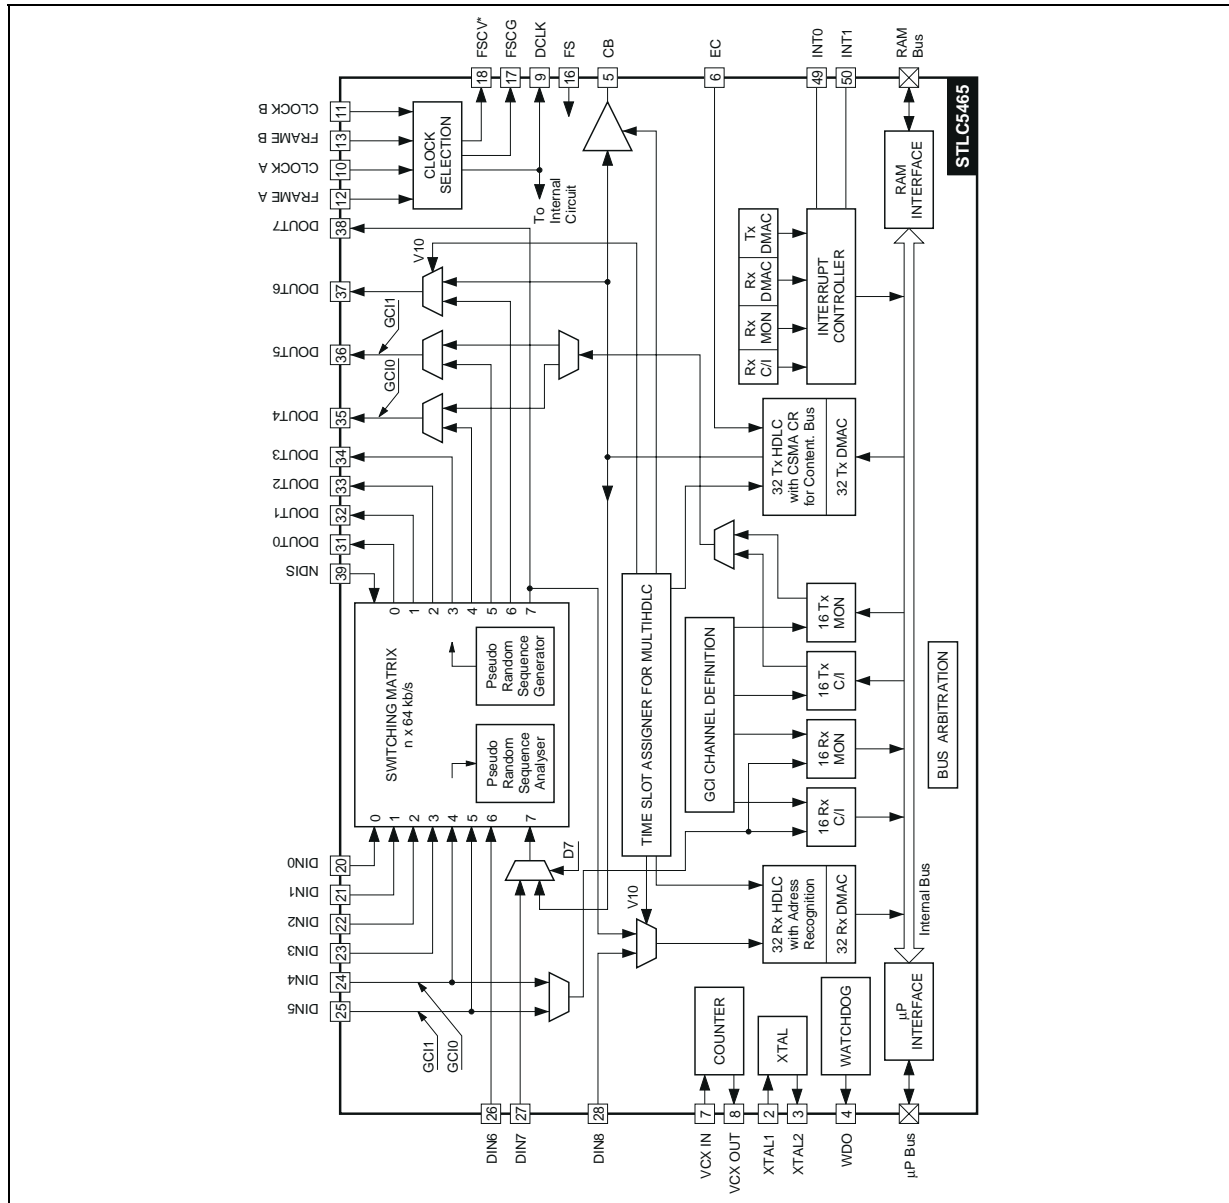 STLC5465
CLOCK B
11
FRAME B
13
CLOCK A
10
FRAME A
12
DOUT7
38
DOUT6
37
DOUT5
36
DOUT4
35
DOUT3
34
DOUT2
33
DOUT1
32
DOUT0
31
NDIS
39
DIN0
20
DIN1
21
DIN2
22
DIN3
23
DIN4
24
DIN5
25
DIN6
26
DIN7
27
DIN8
28
VCX IN
7
VCX OUT
8
XTAL1
2
XTAL2
3
WDO
4
µP Bus
FSCV*
18
FSCG
17
DCLK
9
FS
16
CB
5
EC
6
INT0
49
INT1
50
RAM
Bus
CLOCK
SELECTION
To
Internal
Circuit
V10
GCI1
GCI0
SWITCHING MATRIX
n x 64 kb/s
0
1
2
3
4
5
6
7
0
1
2
3
4
5
6
7
Pseudo
Random
Sequence
Generator
Pseudo
Random
Sequence
Analyser
D7
V10
GCI1
GCI0
TIME SLOT ASSIGNER FOR MULTIHDLC
GCI CHANNEL DEFINITION
Rx
C/I
Rx
MON
Rx
DMAC
Tx
DMAC
INTERRUPT
CONTROLLER
RAM
INTERFACE
32 Tx HDLC
with CSMA CR
for Content. Bus
32 Tx DMAC
16 Tx
MON
16 Tx
C/I
16 Rx
MON
16 Rx
C/I
32 Rx HDLC
with Adress
Recognition
32 Rx DMAC
BUS ARBITRATION
Internal Bus
COUNTER
XTAL
WATCHDOG
µP
INTERFACE